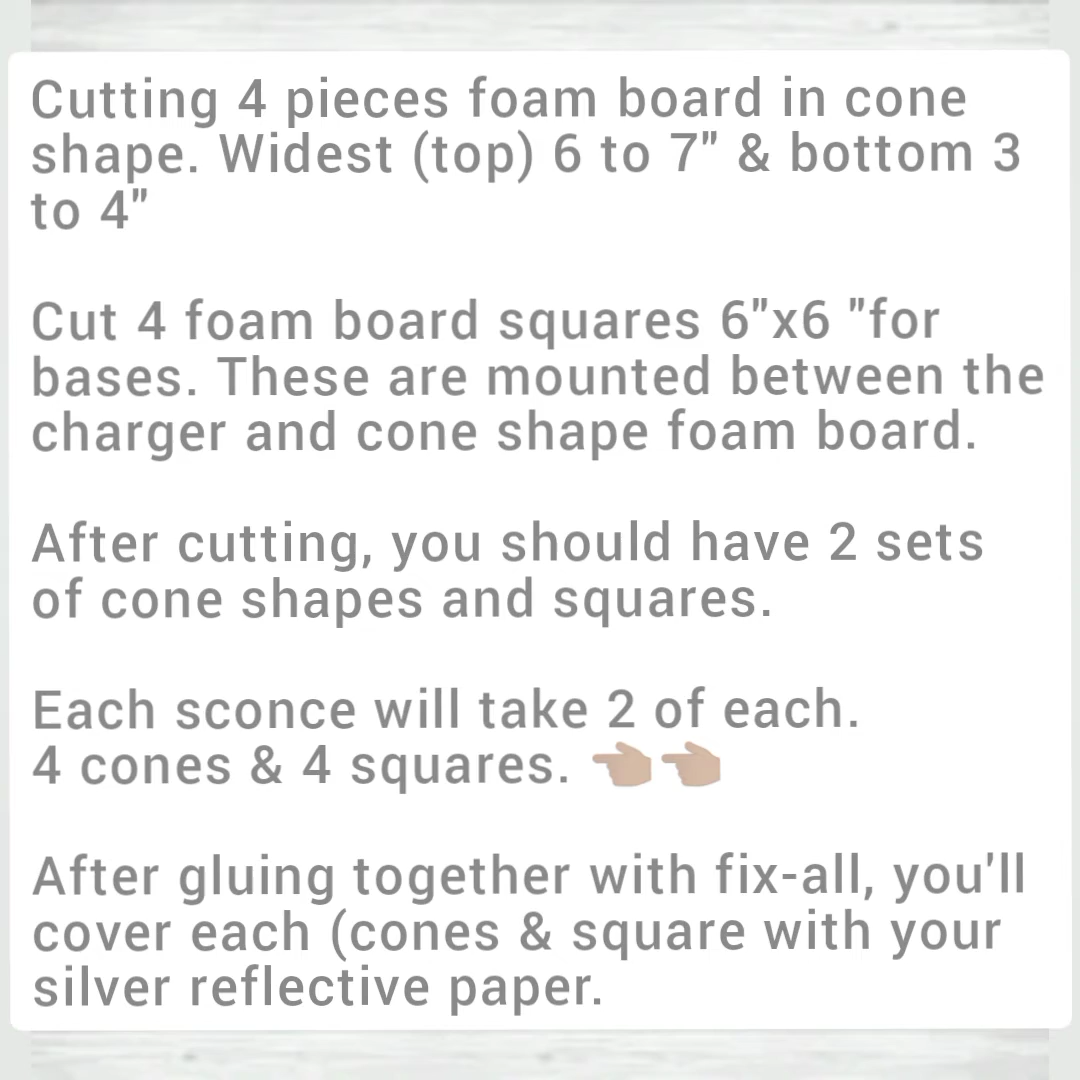 Cutting 4 pieces foam board in cone
shape. Widest (top) 6 to 7" & bottom 3
to 4"
Cut 4 foam board squares 6"x6 "for
bases. These are mounted between the
charger and cone shape foam board.
After cutting, you should have 2 sets
of cone shapes and squares.
Each sconce will take 2 of each.
4 cones & 4 squares. 👈🏼👈🏼
After gluing together with fix-all, you'll
cover each (cones & square with your
silver reflective paper.